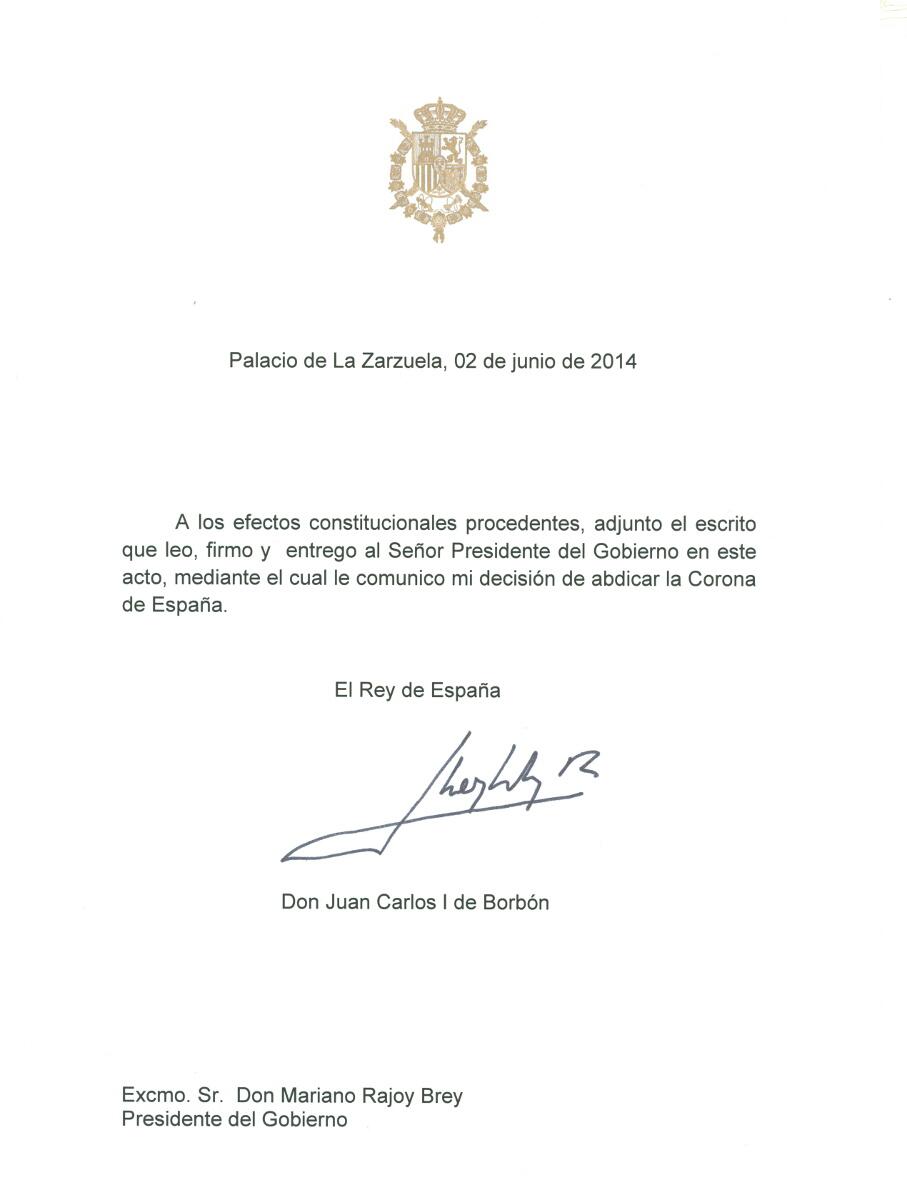 Palacio de La Zarzuela, 02 de junio de 2014
A los efectos constitucionales procedentes, adjunto el escrito
que leo, firmo y entrego al Señor Presidente del Gobierno en este
acto, mediante el cual le comunico mi decisión de abdicar la Corona
de España.
El Rey de España
Don Juan Carlos I de Borbón
Excmo. Sr. Don Mariano Rajoy Brey
Presidente del Gobierno